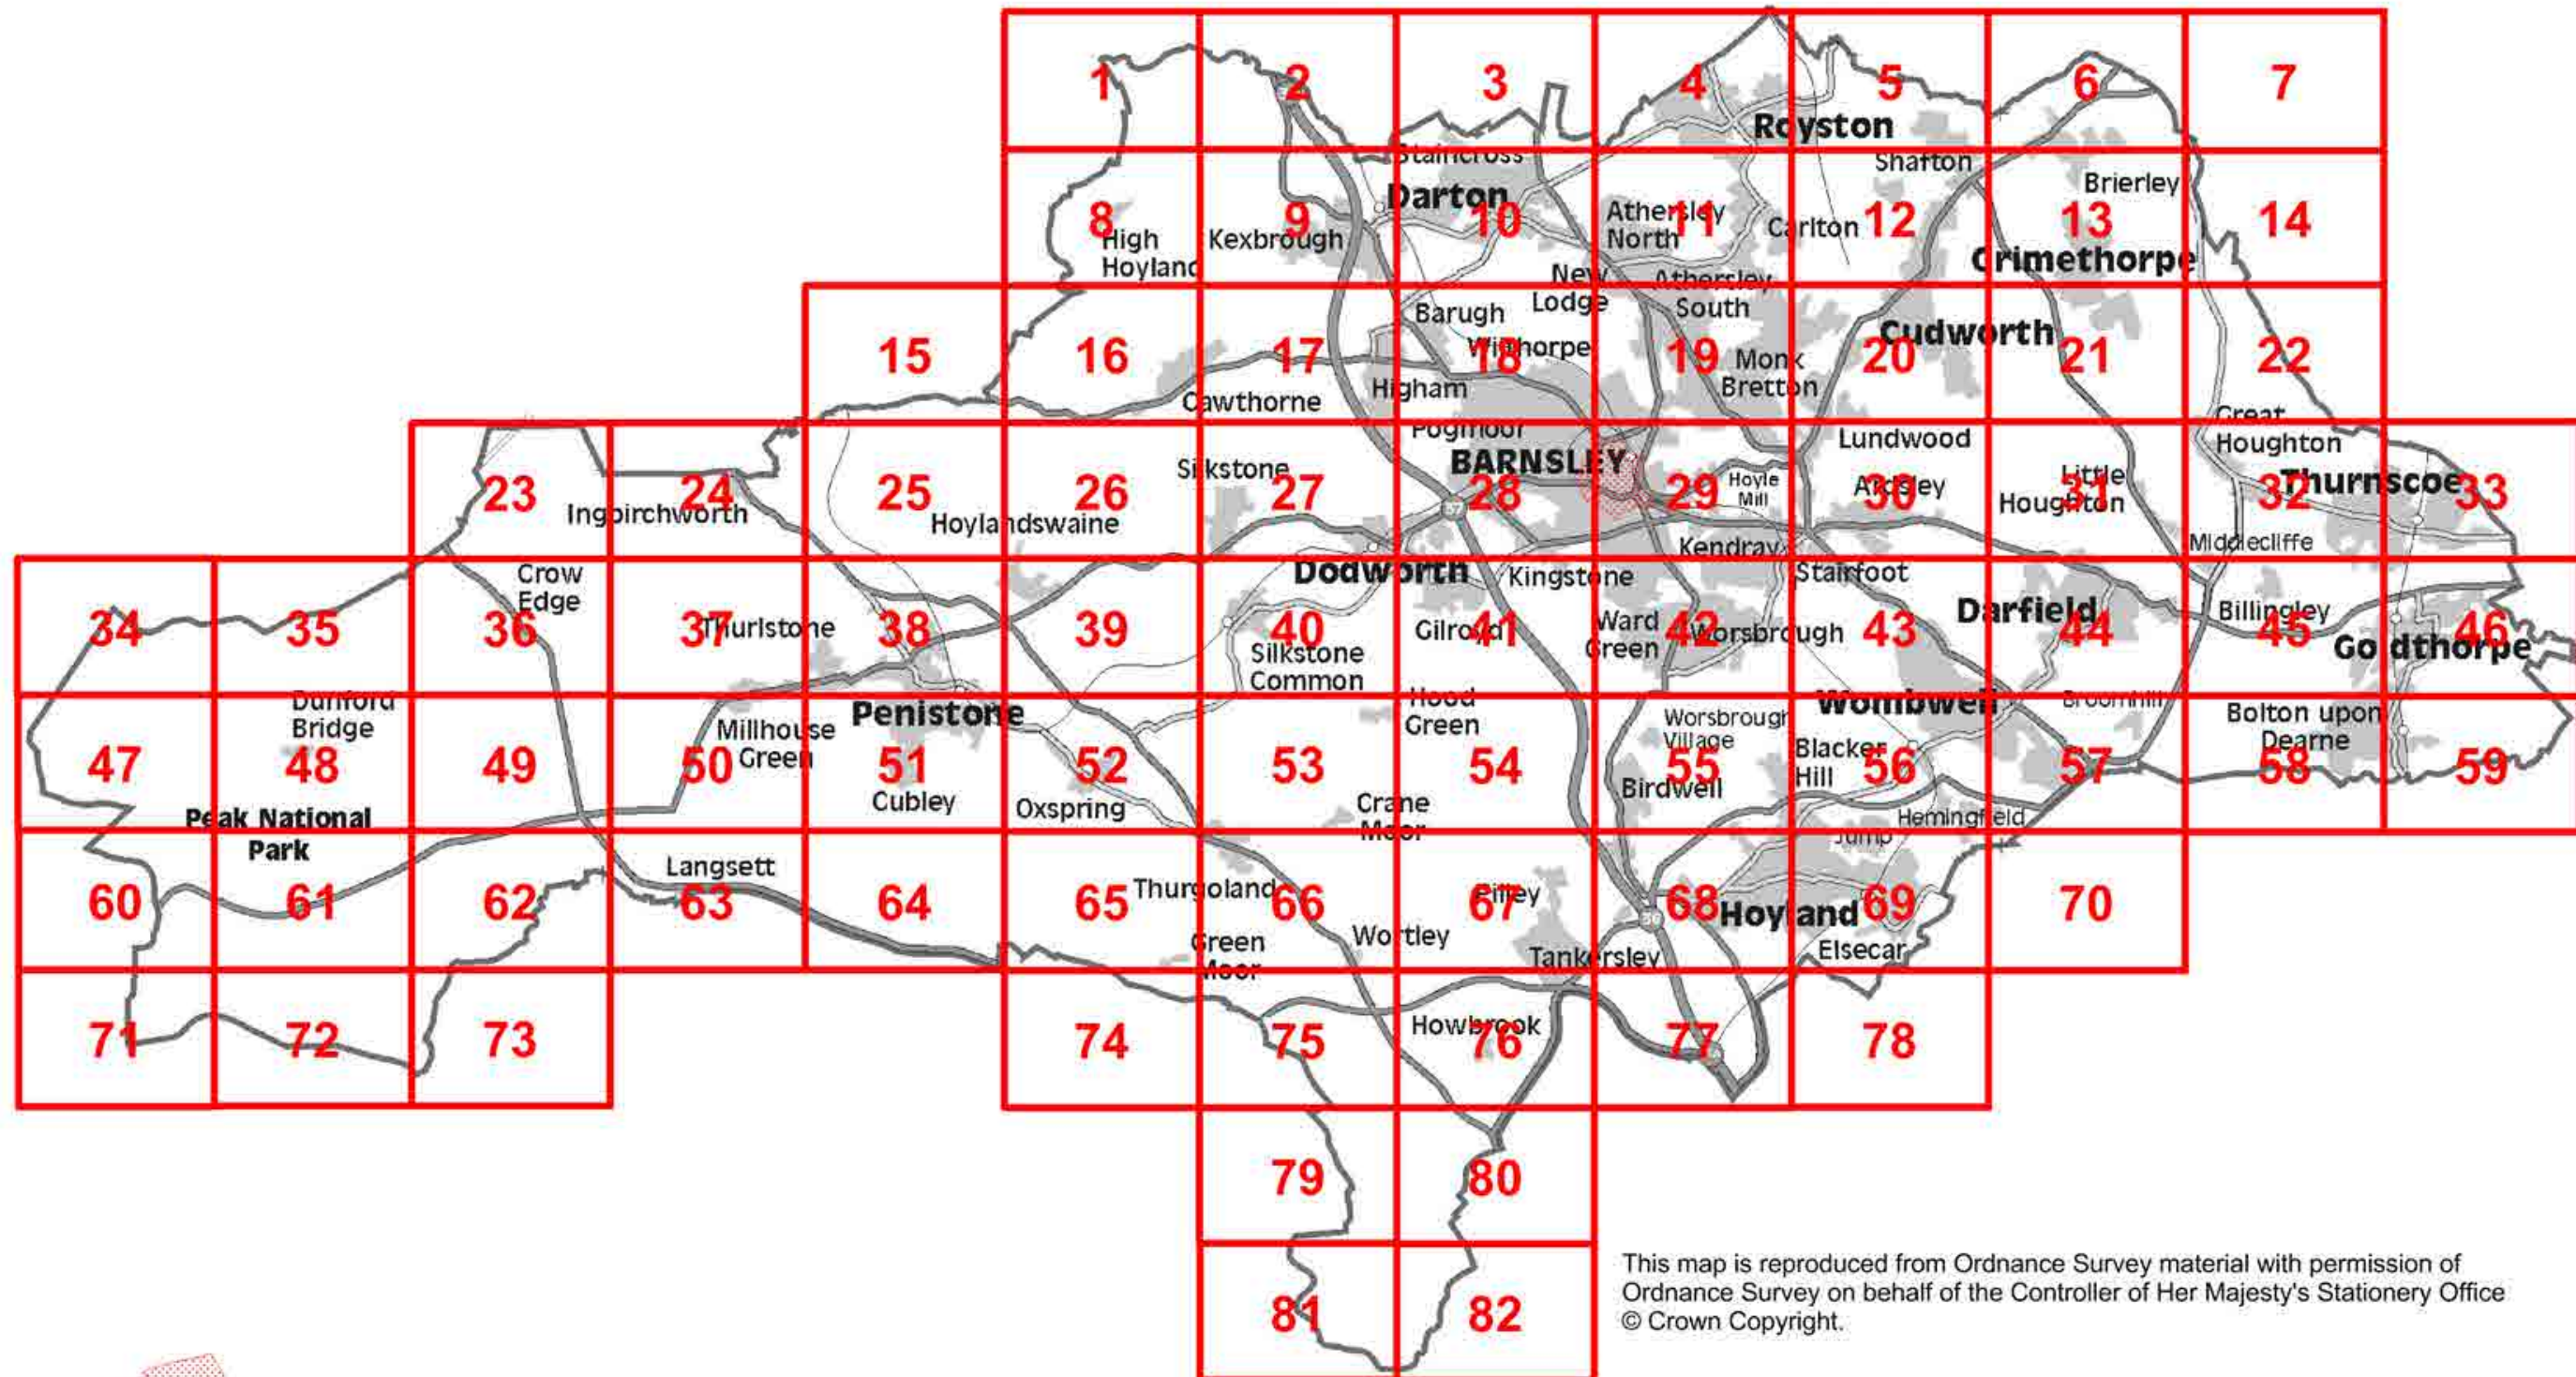 1
2
3
4
5
6
7
Royston
Staincross
Shafton
Darton
Brierley
8
9
10
11
12
13
14
Athersley
North
Carlton
High
Hoyland
Kexbrough
Grimethorpe
New
Lodge
Athersley
South
Barugh
Cudworth
15
16
17
18
19
20
21
22
Wilthorpe
Monk
Bretton
Higham
Cawthorne
Great
Houghton
Pogmoor
Lundwood
BARNSLEY
Silkstone
Thurnscoe
23
24
25
26
27
28
29
30
31
32
33
37
Hoyle
Mill
Ardsley
Little
Houghton
Ingbirchworth
Hoylandswaine
Kendray
Middlecliffe
Crow
Edge
Dodworth
Kingstone
Stairfoot
Darfield
Billingley
34
35
36
37
38
39
40
41
42
43
44
45
46
Thurlstone
Gilroyd
Ward
Green
Worsbrough
Goldthorpe
Silkstone
Common
Dunford
Bridge
Penistone
Hood
Green
Wombwell
Broomhill
Millhouse
Green
Worsbrough
Village
Bolton upon
Dearne
47
48
49
50
51
52
53
54
55
56
57
58
59
Blacker
Hill
Birdwell
Cubley
Oxspring
Crane
Moor
Hemingfield
Peak National
Park
Jump
Langsett
60
61
62
63
64
65
66
67
68
69
70
Thurgoland
Pilley
36
Hoyland
Green
Moor
Wortley
Tankersley
Elsecar
71
72
73
74
75
76
77
78
Howbrook
79
80
81
82
This map is reproduced from Ordnance Survey material with permission of
Ordnance Survey on behalf of the Controller of Her Majesty's Stationery Office
© Crown Copyright.